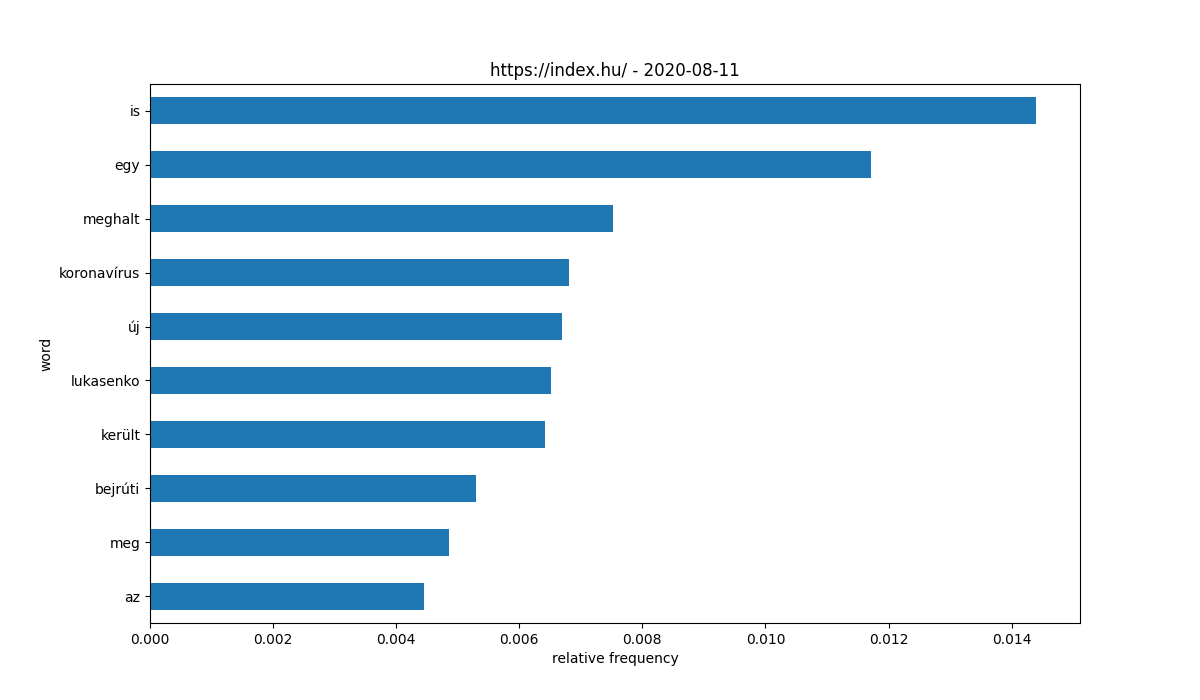 https://index.hu/ - 2020-08-11
is
egy
meghalt
koronavírus
új
lukasenko
került
bejrúti
meg
az
word
0.000 0.002 0.004 0.006 0.008 0.010 0.012 0.014
relative frequency